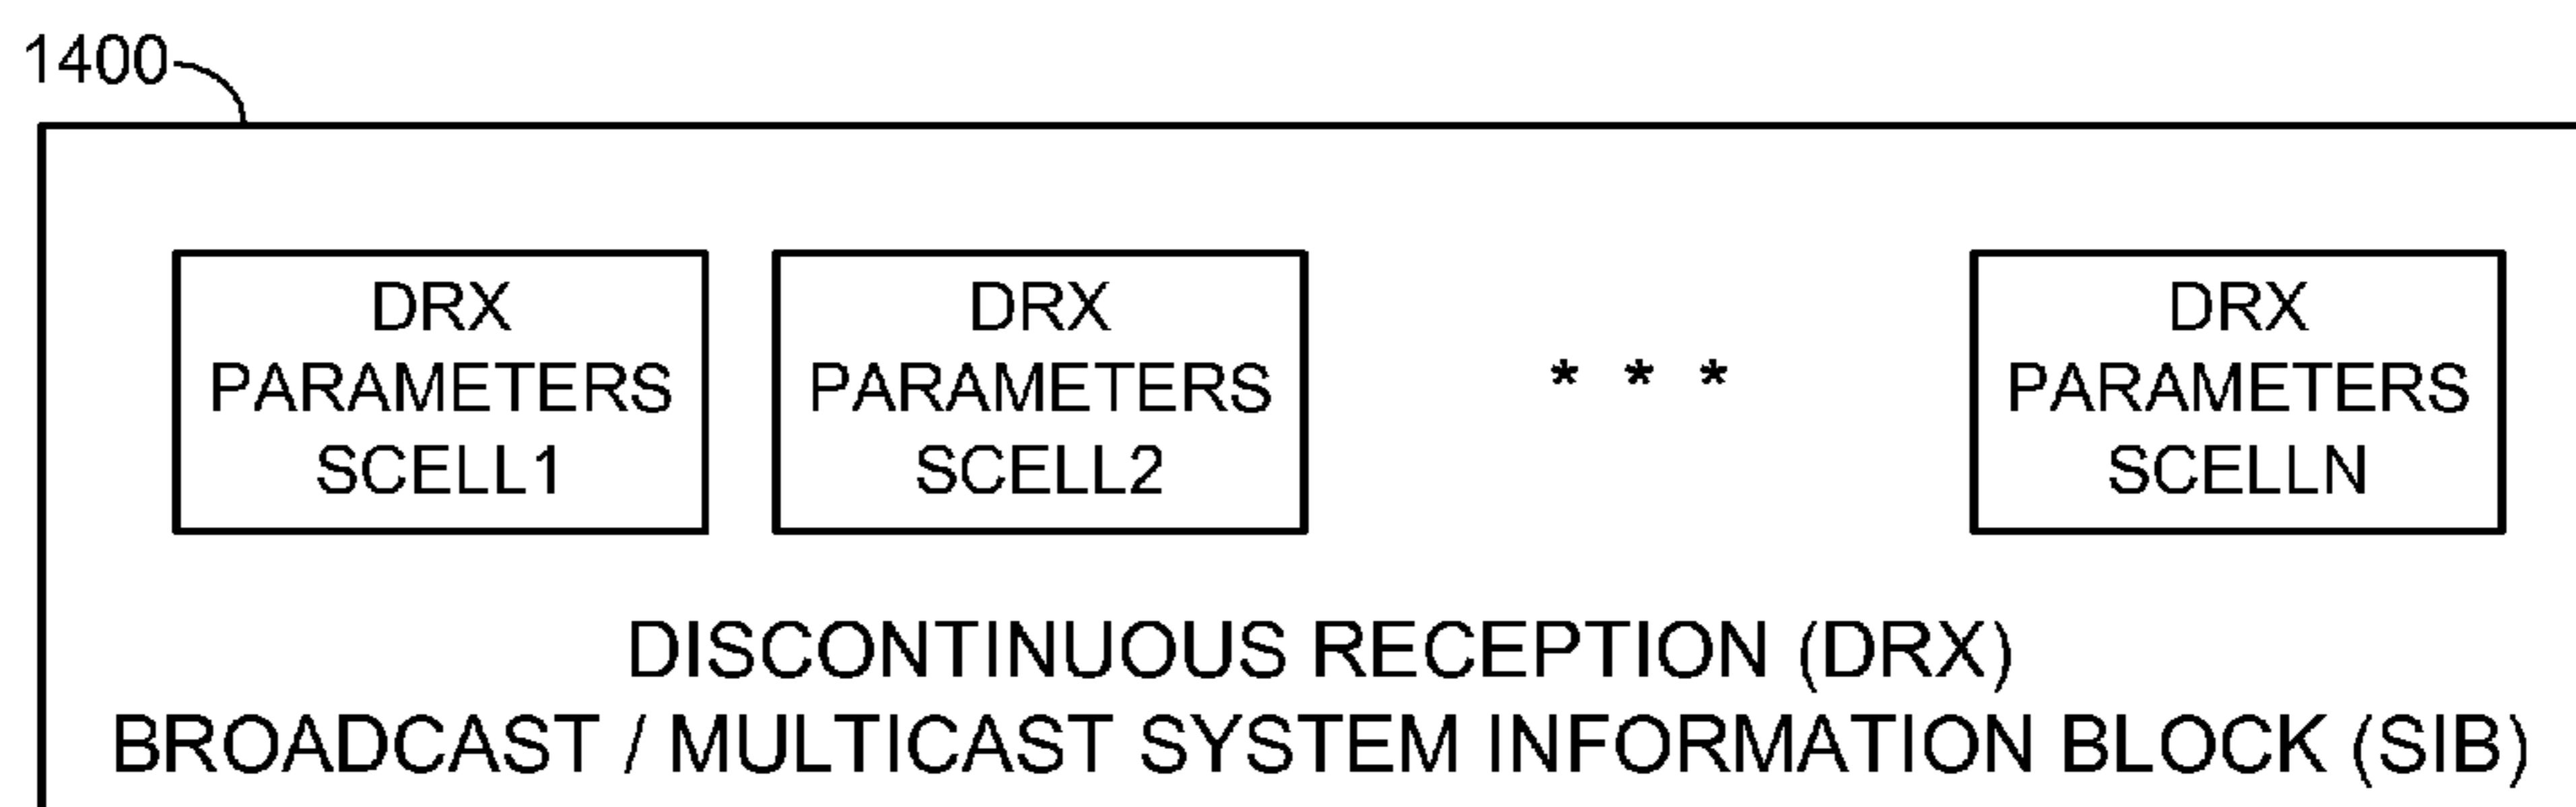 1400
DRX
PARAMETERS
SCELL1
DRX
PARAMETERS
SCELL2
* * *
DRX
PARAMETERS
SCELLN
DISCONTINUOUS RECEPTION (DRX)
BROADCAST / MULTICAST SYSTEM INFORMATION BLOCK (SIB)